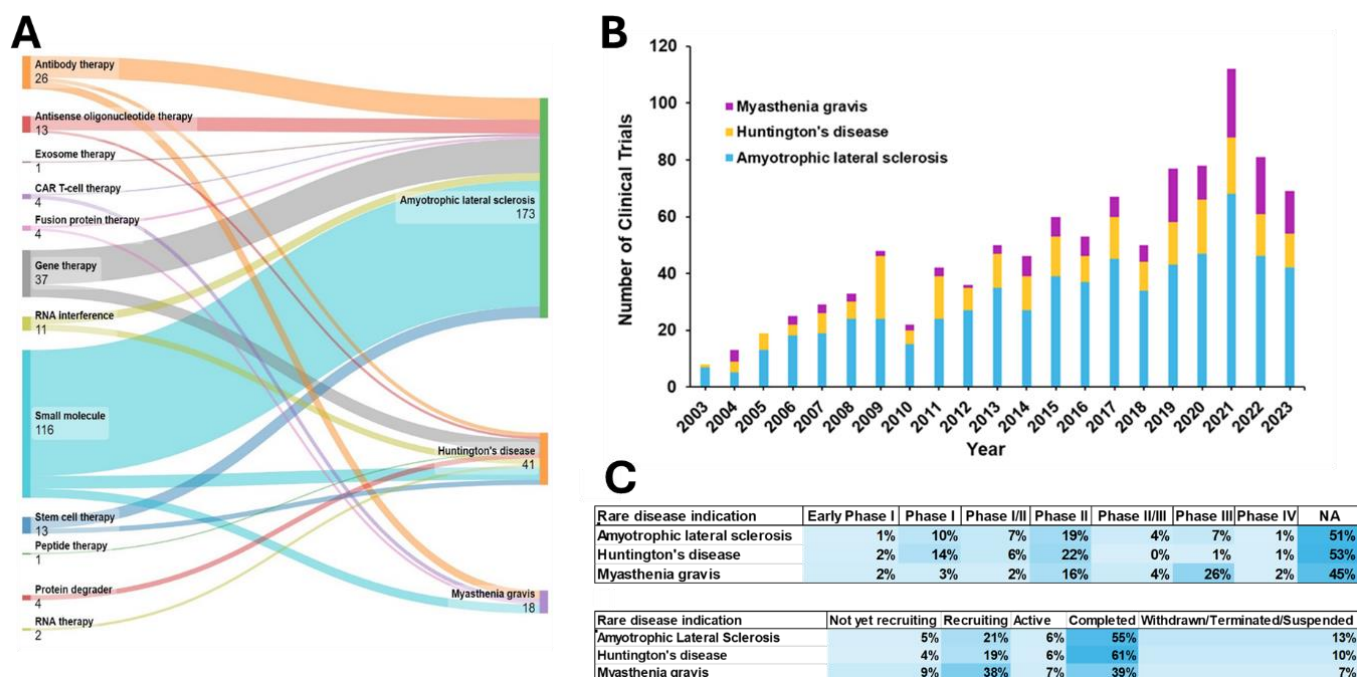 A
Antibody therapy
26
Antisense oligonucleotide therapy
13
Exosome therapy
1
CAR T-cell therapy
4
Fusion protein therapy
4
Gene therapy
37
RNA interference
11
Small molecule
116
Stem cell therapy
13
Peptide therapy
1
Protein degrader
4
RNA therapy
2
Amyotrophic lateral sclerosis
173
Huntington's disease
41
Myasthenia gravis
18
B
Number of Clinical Trials
120
100
80
60
40
20
0
Myasthenia gravis
Huntington's disease
Amyotrophic lateral sclerosis
2003 2004 2005 2006 2007 2008 2009 2010 2011 2012 2013 2014 2015 2016 2017 2018 2019 2020 2021 2022 2023
Year
C
Rare disease indication Early Phase I Phase I Phase I/II Phase II Phase II/III Phase III Phase IV NA
Amyotrophic lateral sclerosis 1% 10% 7% 19% 4% 7% 1% 51%
Huntington's disease 2% 14% 6% 22% 0% 1% 1% 53%
Myasthenia gravis 2% 3% 2% 16% 4% 26% 2% 45%
Rare disease indication Not yet recruiting Recruiting Active Completed Withdrawn/Terminated/Suspended
Amyotrophic Lateral Sclerosis 5% 21% 6% 55% 13%
Huntington's disease 4% 19% 6% 61% 10%
Myasthenia gravis 9% 38% 7% 39% 7%